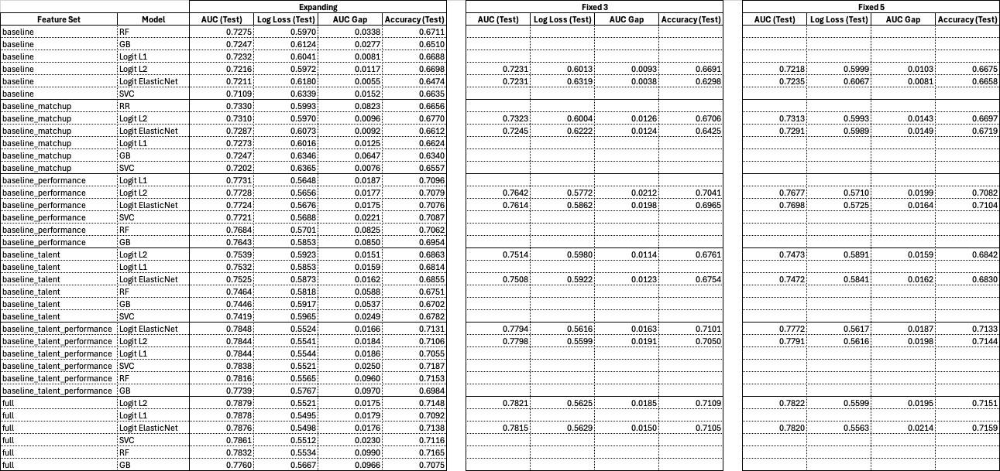 Expanding Fixed 3 Fixed 5
Feature Set Model AUC (Test) Log Loss (Test) AUC Gap Accuracy (Test) AUC (Test) Log Loss (Test) AUC Gap Accuracy (Test) AUC (Test) Log Loss (Test) AUC Gap Accuracy (Test)
baseline RF 0.7275 0.5970 0.0338 0.6711
baseline GB 0.7247 0.6124 0.0277 0.6510
baseline Logit L1 0.7232 0.6041 0.0081 0.6688
baseline Logit L2 0.7216 0.5972 0.0117 0.6698 0.7231 0.6013 0.0093 0.6691 0.7218 0.5999 0.0103 0.6675
baseline Logit ElasticNet 0.7211 0.6180 0.0055 0.6474 0.7231 0.6319 0.0038 0.6298 0.7235 0.6067 0.0081 0.6658
baseline SVC 0.7109 0.6339 0.0152 0.6635
baseline_matchup RR 0.7330 0.5993 0.0823 0.6656
baseline_matchup Logit L2 0.7310 0.5970 0.0096 0.6770 0.7323 0.6004 0.0126 0.6706 0.7313 0.5993 0.0143 0.6697
baseline_matchup Logit ElasticNet 0.7287 0.6073 0.0092 0.6612 0.7245 0.6222 0.0124 0.6425 0.7291 0.5989 0.0149 0.6719
baseline_matchup Logit L1 0.7273 0.6016 0.0125 0.6624
baseline_matchup GB 0.7247 0.6346 0.0647 0.6340
baseline_matchup SVC 0.7202 0.6365 0.0076 0.6557
baseline_performance Logit L1 0.7731 0.5648 0.0187 0.7096
baseline_performance Logit L2 0.7728 0.5656 0.0177 0.7079 0.7642 0.5772 0.0212 0.7041 0.7677 0.5710 0.0199 0.7082
baseline_performance Logit ElasticNet 0.7724 0.5676 0.0175 0.7076 0.7614 0.5862 0.0198 0.6965 0.7698 0.5725 0.0164 0.7104
baseline_performance SVC 0.7721 0.5688 0.0221 0.7087
baseline_performance RF 0.7684 0.5701 0.0825 0.7062
baseline_performance GB 0.7643 0.5853 0.0850 0.6954
baseline_talent Logit L2 0.7539 0.5923 0.0151 0.6863 0.7514 0.5980 0.0114 0.6761 0.7473 0.5891 0.0159 0.6842
baseline_talent Logit L1 0.7532 0.5853 0.0159 0.6814
baseline_talent Logit ElasticNet 0.7525 0.5873 0.0162 0.6855 0.7508 0.5922 0.0123 0.6754 0.7472 0.5841 0.0162 0.6830
baseline_talent RF 0.7464 0.5818 0.0588 0.6751
baseline_talent GB 0.7446 0.5917 0.0537 0.6702
baseline_talent SVC 0.7419 0.5965 0.0249 0.6782
baseline_talent_performance Logit ElasticNet 0.7848 0.5524 0.0166 0.7131 0.7794 0.5616 0.0163 0.7101 0.7772 0.5617 0.0187 0.7133
baseline_talent_performance Logit L2 0.7844 0.5541 0.0184 0.7106 0.7798 0.5599 0.0191 0.7050 0.7791 0.5616 0.0198 0.7144
baseline_talent_performance Logit L1 0.7844 0.5544 0.0186 0.7055
baseline_talent_performance SVC 0.7838 0.5521 0.0250 0.7187
baseline_talent_performance RF 0.7816 0.5565 0.0960 0.7153
baseline_talent_performance GB 0.7739 0.5767 0.0970 0.6984
full Logit L2 0.7879 0.5521 0.0175 0.7148 0.7821 0.5625 0.0185 0.7109 0.7822 0.5599 0.0195 0.7151
full Logit L1 0.7878 0.5495 0.0179 0.7092
full Logit ElasticNet 0.7876 0.5498 0.0176 0.7138 0.7815 0.5629 0.0150 0.7105 0.7820 0.5563 0.0214 0.7159
full SVC 0.7861 0.5512 0.0230 0.7116
full RF 0.7832 0.5534 0.0990 0.7165
full GB 0.7760 0.5667 0.0966 0.7075